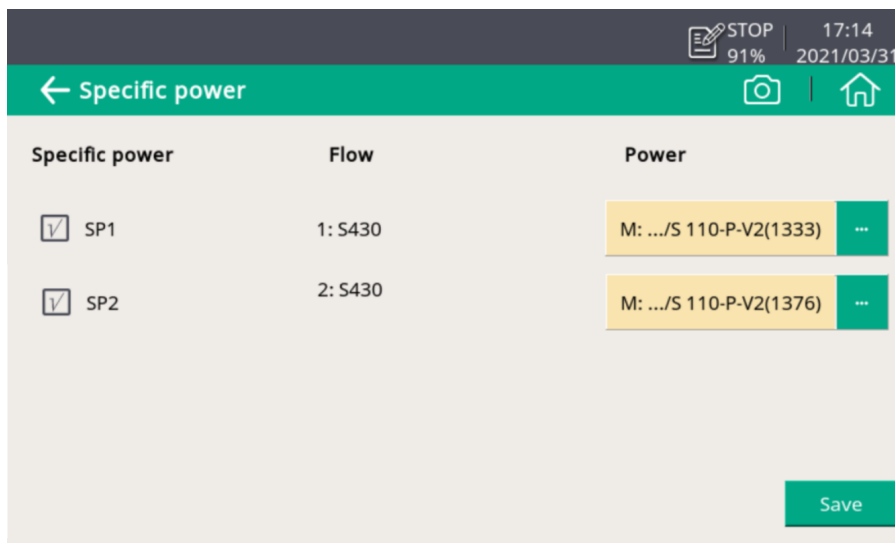 STOP 17:14
91% 2021/03/31
Specific power
Specific power Flow Power
SP1 1: S430 M: .../S 110-P-V2(1333) ...
SP2 2: S430 M: .../S 110-P-V2(1376) ...
Save